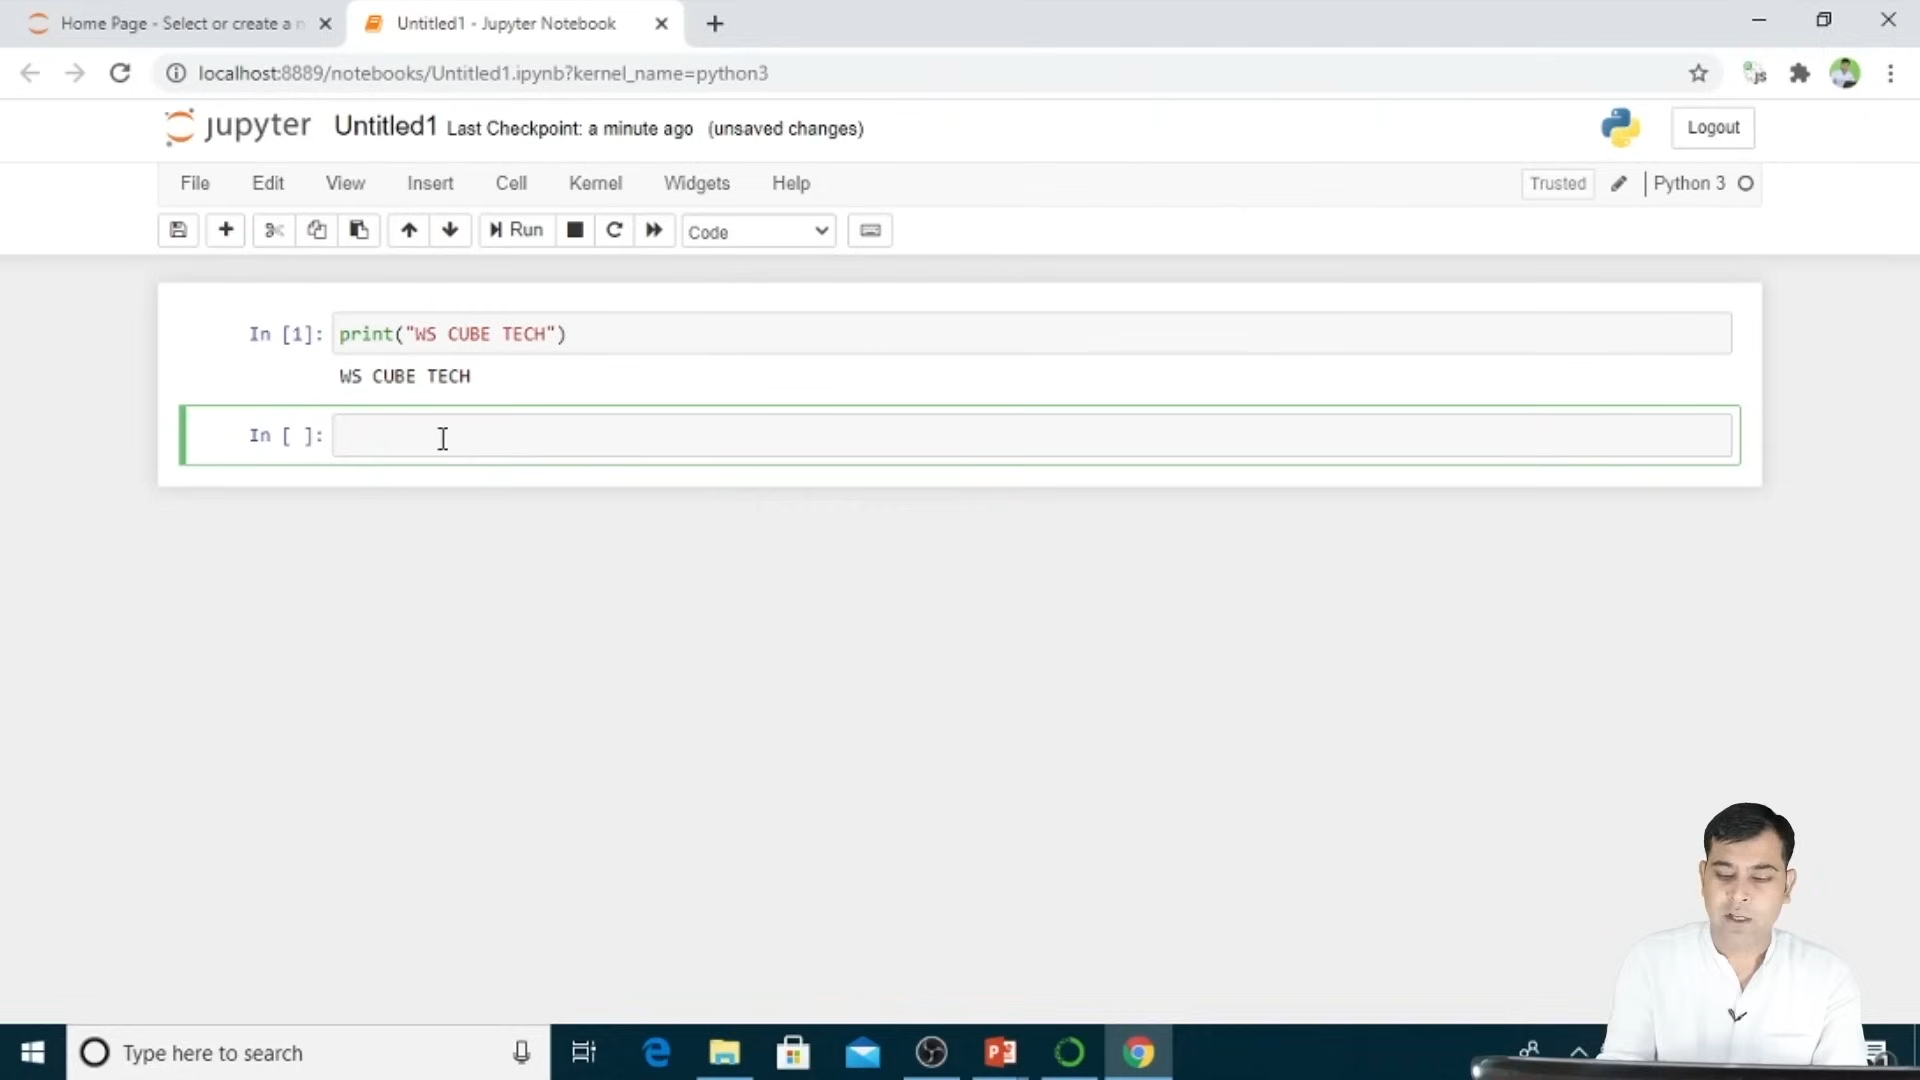 Home Page - Select or create a n
Untitled1 - Jupyter Notebook
localhost:8889/notebooks/Untitled1.ipynb?kernel_name=python3
JS
jupyter Untitled1 Last Checkpoint: a minute ago (unsaved changes)
Logout
File Edit View Insert Cell Kernel Widgets Help
Trusted Python 3
Run Code
In [1]: print("WS CUBE TECH")
WS CUBE TECH
In [ ]:
Type here to search